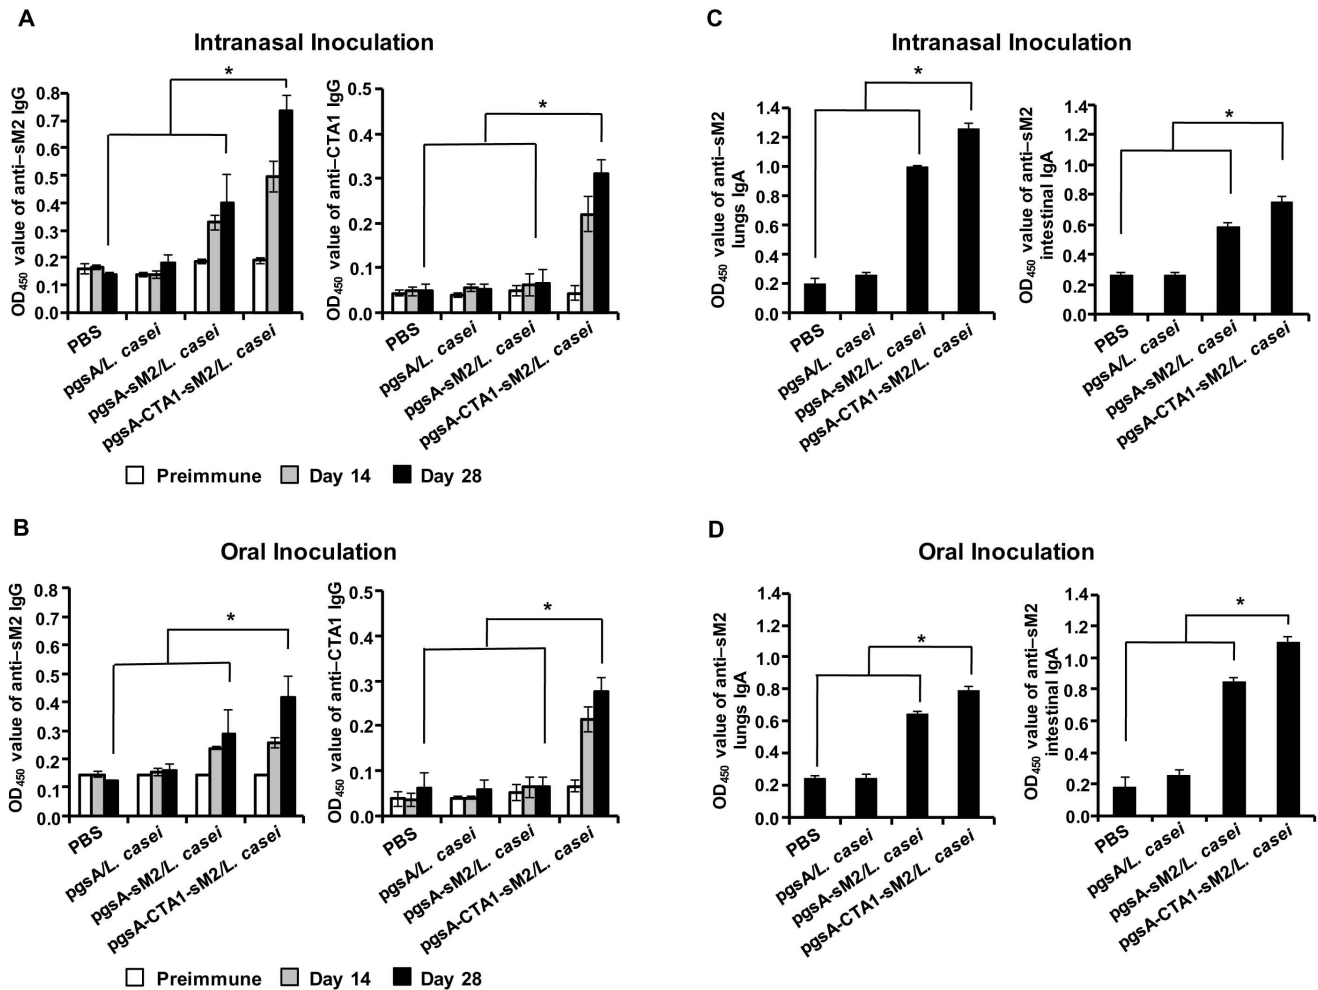 A
Intranasal Inoculation
OD450 value of anti–sM2 IgG
0.8
0.7
0.6
0.5
0.4
0.3
0.2
0.1
0.0
*
PBS
pgsA/L. casei
pgsA-sM2/L. casei
pgsA-CTA1-sM2/L. casei
OD450 value of anti–CTA1 IgG
0.5
0.4
0.3
0.2
0.1
0.0
*
PBS
pgsA/L. casei
pgsA-sM2/L. casei
pgsA-CTA1-sM2/L. casei
Preimmune Day 14 Day 28
B
Oral Inoculation
OD450 value of anti–sM2 IgG
0.8
0.7
0.6
0.5
0.4
0.3
0.2
0.1
0.0
*
PBS
pgsA/L. casei
pgsA-sM2/L. casei
pgsA-CTA1-sM2/L. casei
OD450 value of anti–CTA1 IgG
0.5
0.4
0.3
0.2
0.1
0.0
*
PBS
pgsA/L. casei
pgsA-sM2/L. casei
pgsA-CTA1-sM2/L. casei
Preimmune Day 14 Day 28
C
Intranasal Inoculation
OD450 value of anti–sM2
lungs IgA
1.4
1.2
1.0
0.8
0.6
0.4
0.2
0.0
*
PBS
pgsA/L. casei
pgsA-sM2/L. casei
pgsA-CTA1-sM2/L. casei
OD450 value of anti–sM2
intestinal IgA
1.4
1.2
1.0
0.8
0.6
0.4
0.2
0.0
*
PBS
pgsA/L. casei
pgsA-sM2/L. casei
pgsA-CTA1-sM2/L. casei
D
Oral Inoculation
OD450 value of anti–sM2
lungs IgA
1.4
1.2
1.0
0.8
0.6
0.4
0.2
0.0
*
PBS
pgsA/L. casei
pgsA-sM2/L. casei
pgsA-CTA1-sM2/L. casei
OD450 value of anti–sM2
intestinal IgA
1.4
1.2
1.0
0.8
0.6
0.4
0.2
0.0
*
PBS
pgsA/L. casei
pgsA-sM2/L. casei
pgsA-CTA1-sM2/L. casei